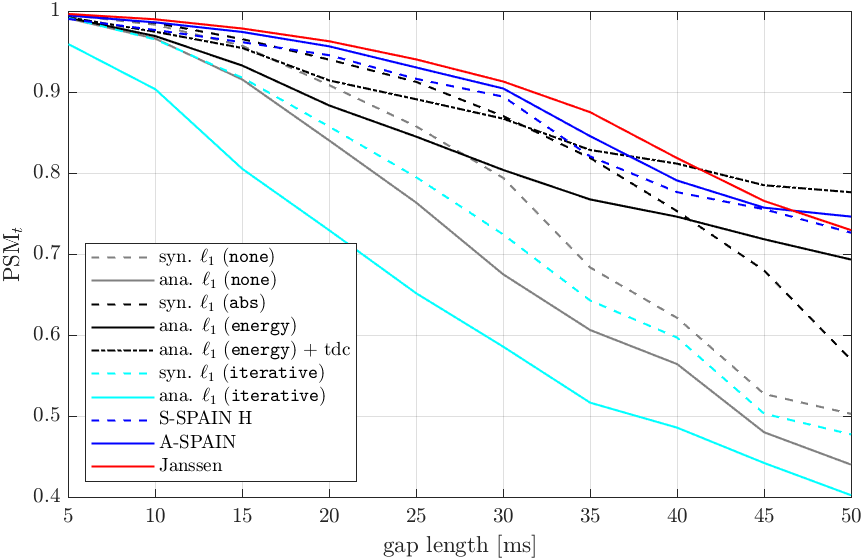 1
0.9
0.8
0.7
0.6
0.5
0.4
PSMₜ
syn. ℓ₁ (none)
ana. ℓ₁ (none)
syn. ℓ₁ (abs)
ana. ℓ₁ (energy)
ana. ℓ₁ (energy) + tdc
syn. ℓ₁ (iterative)
ana. ℓ₁ (iterative)
S-SPAIN H
A-SPAIN
Janssen
5 10 15 20 25 30 35 40 45 50
gap length [ms]